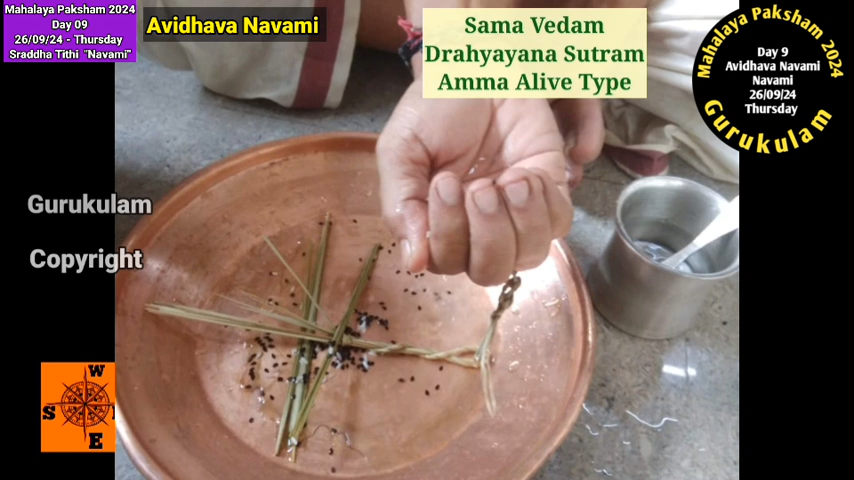 Mahalaya Paksham 2024
Day 09
26/09/24 - Thursday
Sraddha Tithi "Navami"
Avidhava Navami
Sama Vedam
Drahyayana Sutram
Amma Alive Type
Mahalaya Paksham 2024
Day 9
Avidhava Navami
Navami
26/09/24
Thursday
Gurukulam
Gurukulam
Copyright
W
S
E